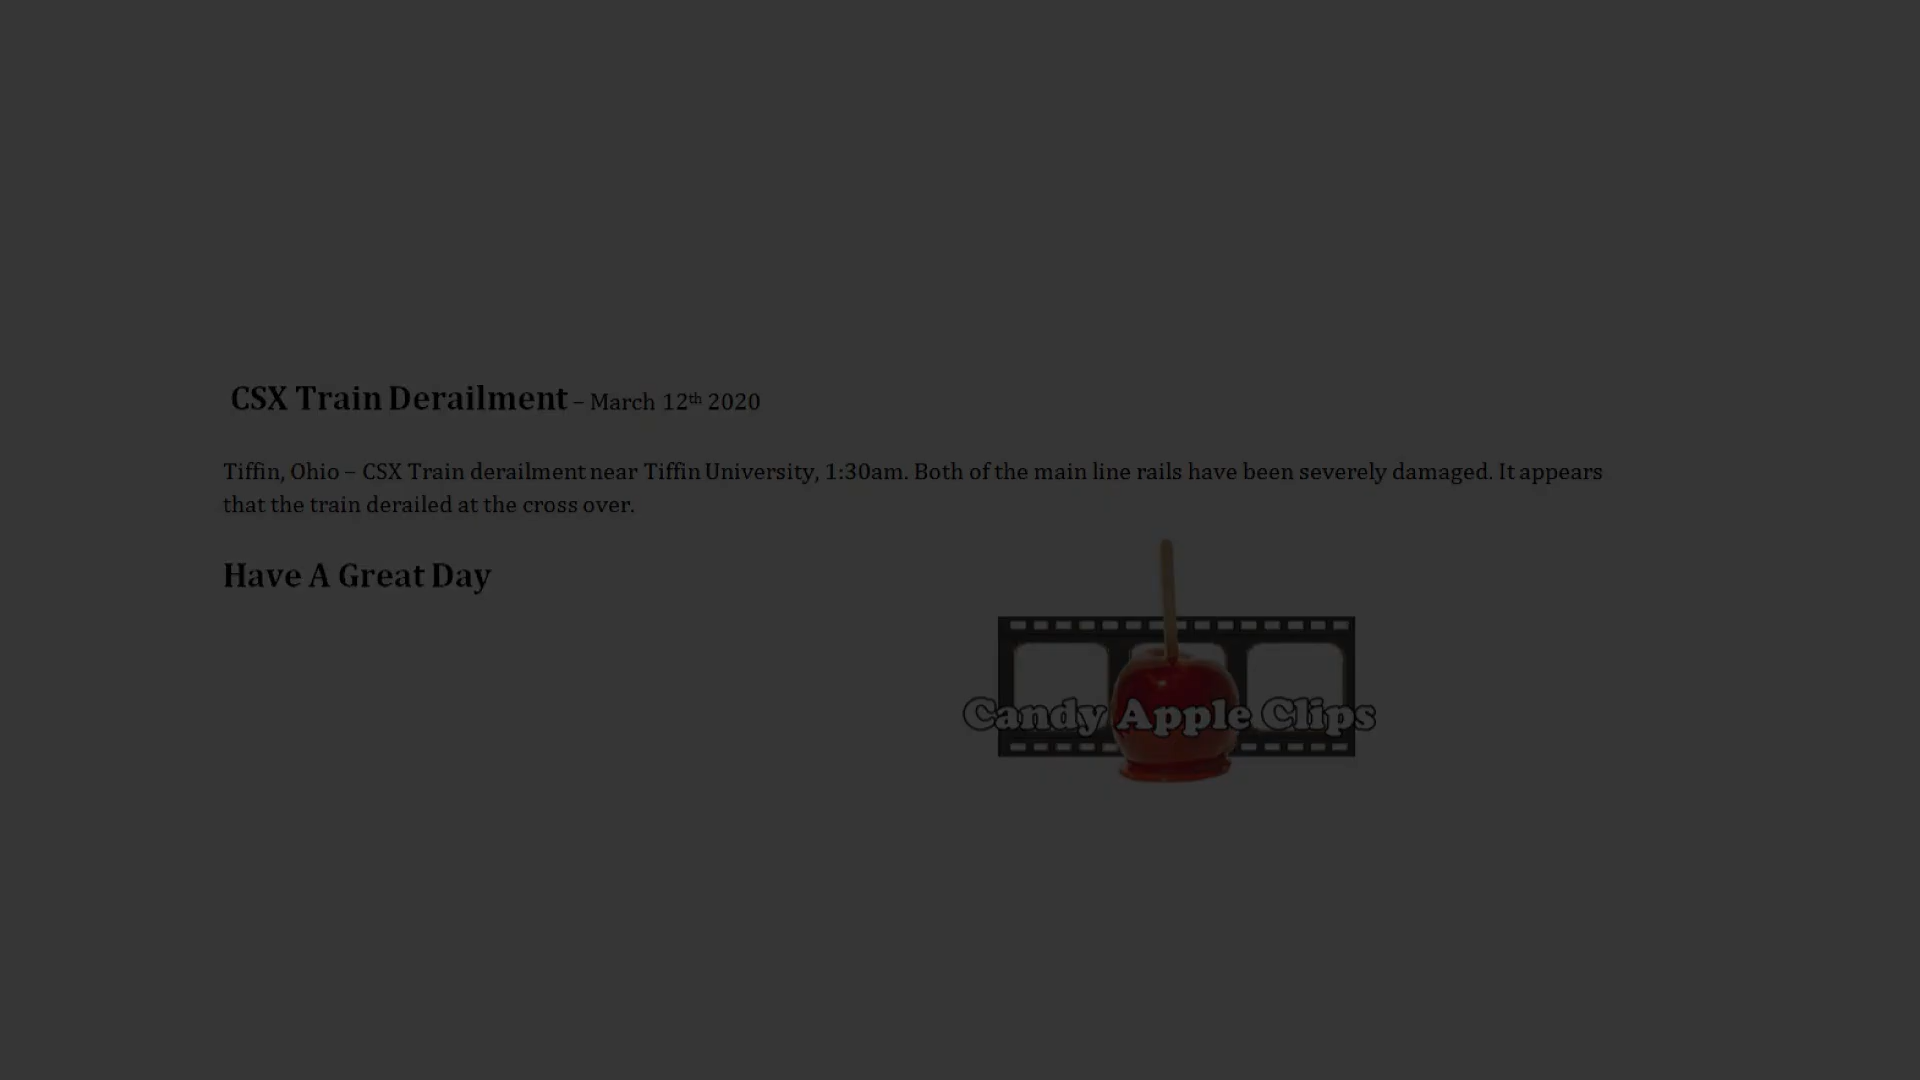 CSX Train Derailment – March 12th 2020
Tiffin, Ohio – CSX Train derailment near Tiffin University, 1:30am. Both of the main line rails have been severely damaged. It appears
that the train derailed at the cross over.
Have A Great Day
Candy Apple Clips